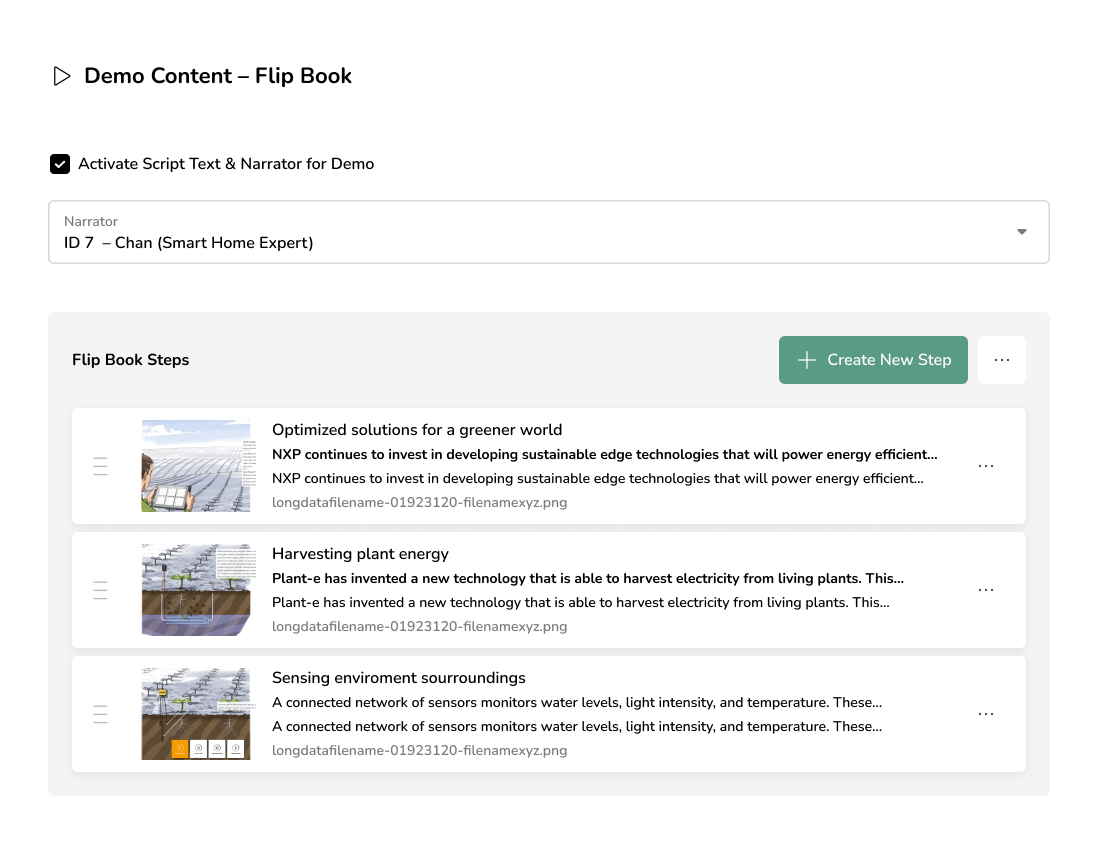 Demo Content – Flip Book
Activate Script Text & Narrator for Demo
Narrator
ID 7 – Chan (Smart Home Expert)
Flip Book Steps
Create New Step
...
Optimized solutions for a greener world
NXP continues to invest in developing sustainable edge technologies that will power energy efficient...
NXP continues to invest in developing sustainable edge technologies that will power energy efficient...
longdatafilename-01923120-filenamexyz.png
...
Harvesting plant energy
Plant-e has invented a new technology that is able to harvest electricity from living plants. This...
Plant-e has invented a new technology that is able to harvest electricity from living plants. This...
longdatafilename-01923120-filenamexyz.png
...
Sensing enviroment sourroundings
A connected network of sensors monitors water levels, light intensity, and temperature. These...
A connected network of sensors monitors water levels, light intensity, and temperature. These...
longdatafilename-01923120-filenamexyz.png
...